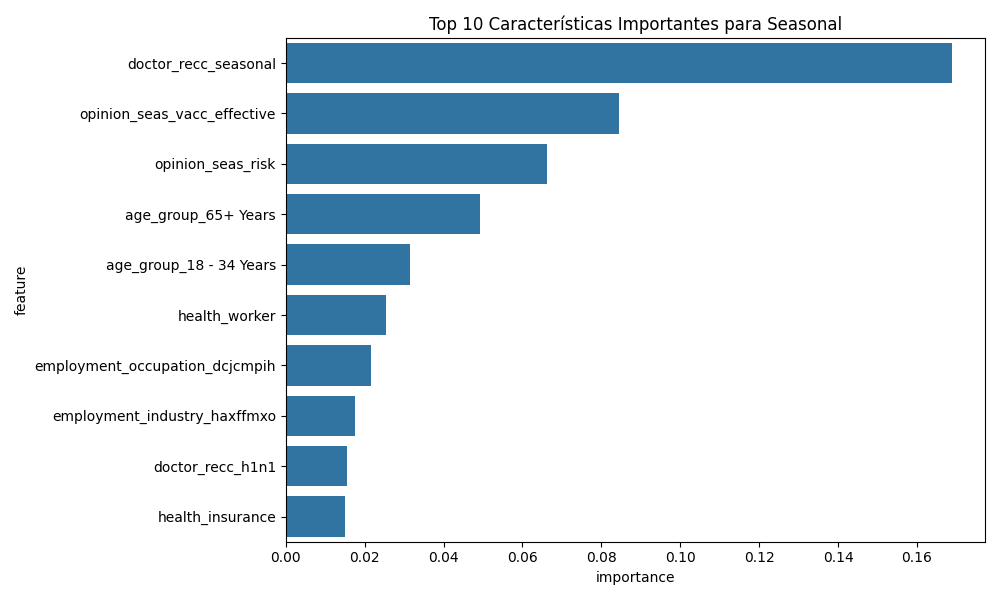 Top 10 Características Importantes para Seasonal
doctor_recc_seasonal
opinion_seas_vacc_effective
opinion_seas_risk
age_group_65+ Years
age_group_18 - 34 Years
health_worker
employment_occupation_dcjcmpih
employment_industry_haxffmxo
doctor_recc_h1n1
health_insurance
feature
0.00 0.02 0.04 0.06 0.08 0.10 0.12 0.14 0.16
importance